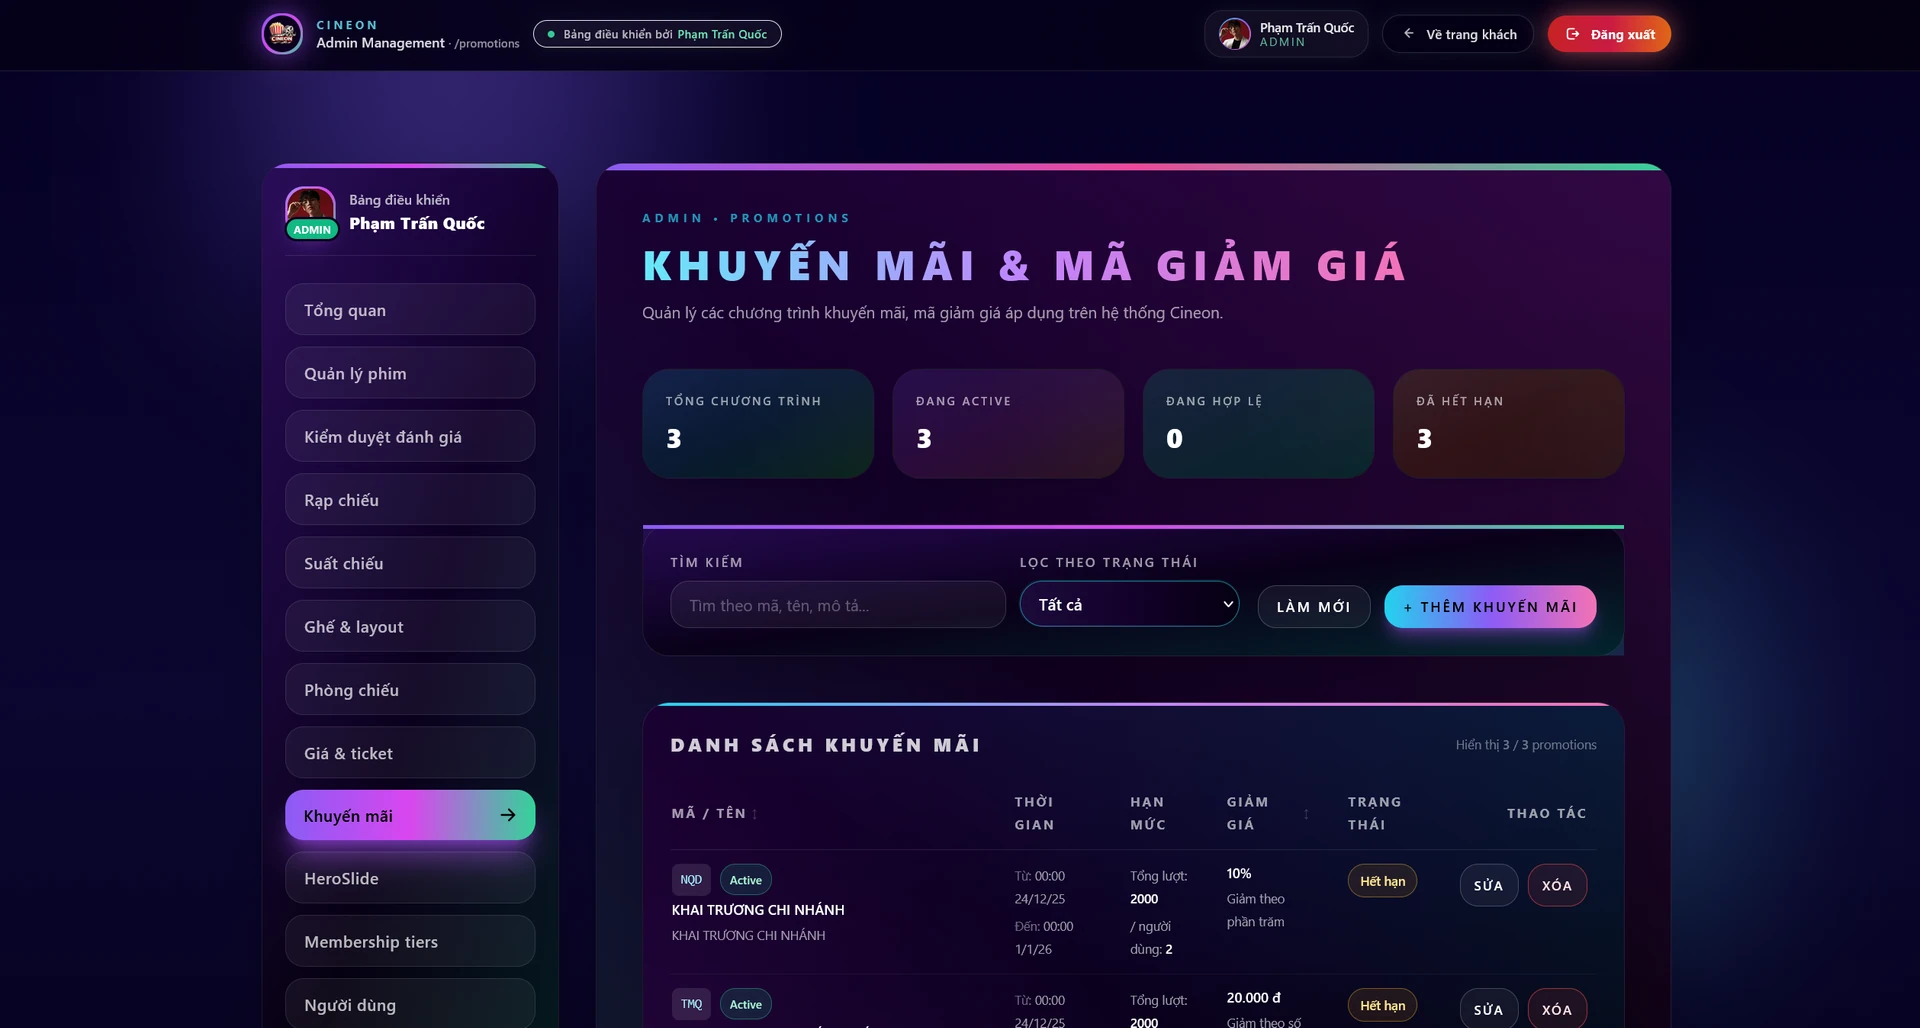 CINEON
Admin Management · /promotions
Bảng điều khiển bởi Phạm Trấn Quốc
Phạm Trấn Quốc
ADMIN
Về trang khách
Đăng xuất
Bảng điều khiển
Phạm Trấn Quốc
ADMIN
Tổng quan
Quản lý phim
Kiểm duyệt đánh giá
Rạp chiếu
Suất chiếu
Ghế & layout
Phòng chiếu
Giá & ticket
Khuyến mãi
HeroSlide
Membership tiers
Người dùng
ADMIN • PROMOTIONS
KHUYẾN MÃI & MÃ GIẢM GIÁ
Quản lý các chương trình khuyến mãi, mã giảm giá áp dụng trên hệ thống Cineon.
TỔNG CHƯƠNG TRÌNH
3
ĐANG ACTIVE
3
ĐANG HỢP LỆ
0
ĐÃ HẾT HẠN
3
TÌM KIẾM
Tìm theo mã, tên, mô tả...
LỌC THEO TRẠNG THÁI
Tất cả
LÀM MỚI
+ THÊM KHUYẾN MÃI
DANH SÁCH KHUYẾN MÃI
Hiển thị 3 / 3 promotions
MÃ / TÊN
THỜI
GIAN
HẠN
MỨC
GIẢM
GIÁ
TRẠNG
THÁI
THAO TÁC
NQD Active
KHAI TRƯƠNG CHI NHÁNH
KHAI TRƯƠNG CHI NHÁNH
Từ: 00:00
24/12/25
Đến: 00:00
1/1/26
Tổng lượt:
2000
/ người
dùng: 2
10%
Giảm theo
phần trăm
Hết hạn
SỬA
XÓA
TMQ Active
Từ: 00:00
24/12/25
Tổng lượt:
2000
20.000 đ
Giảm theo số
Hết hạn
SỬA
XÓA